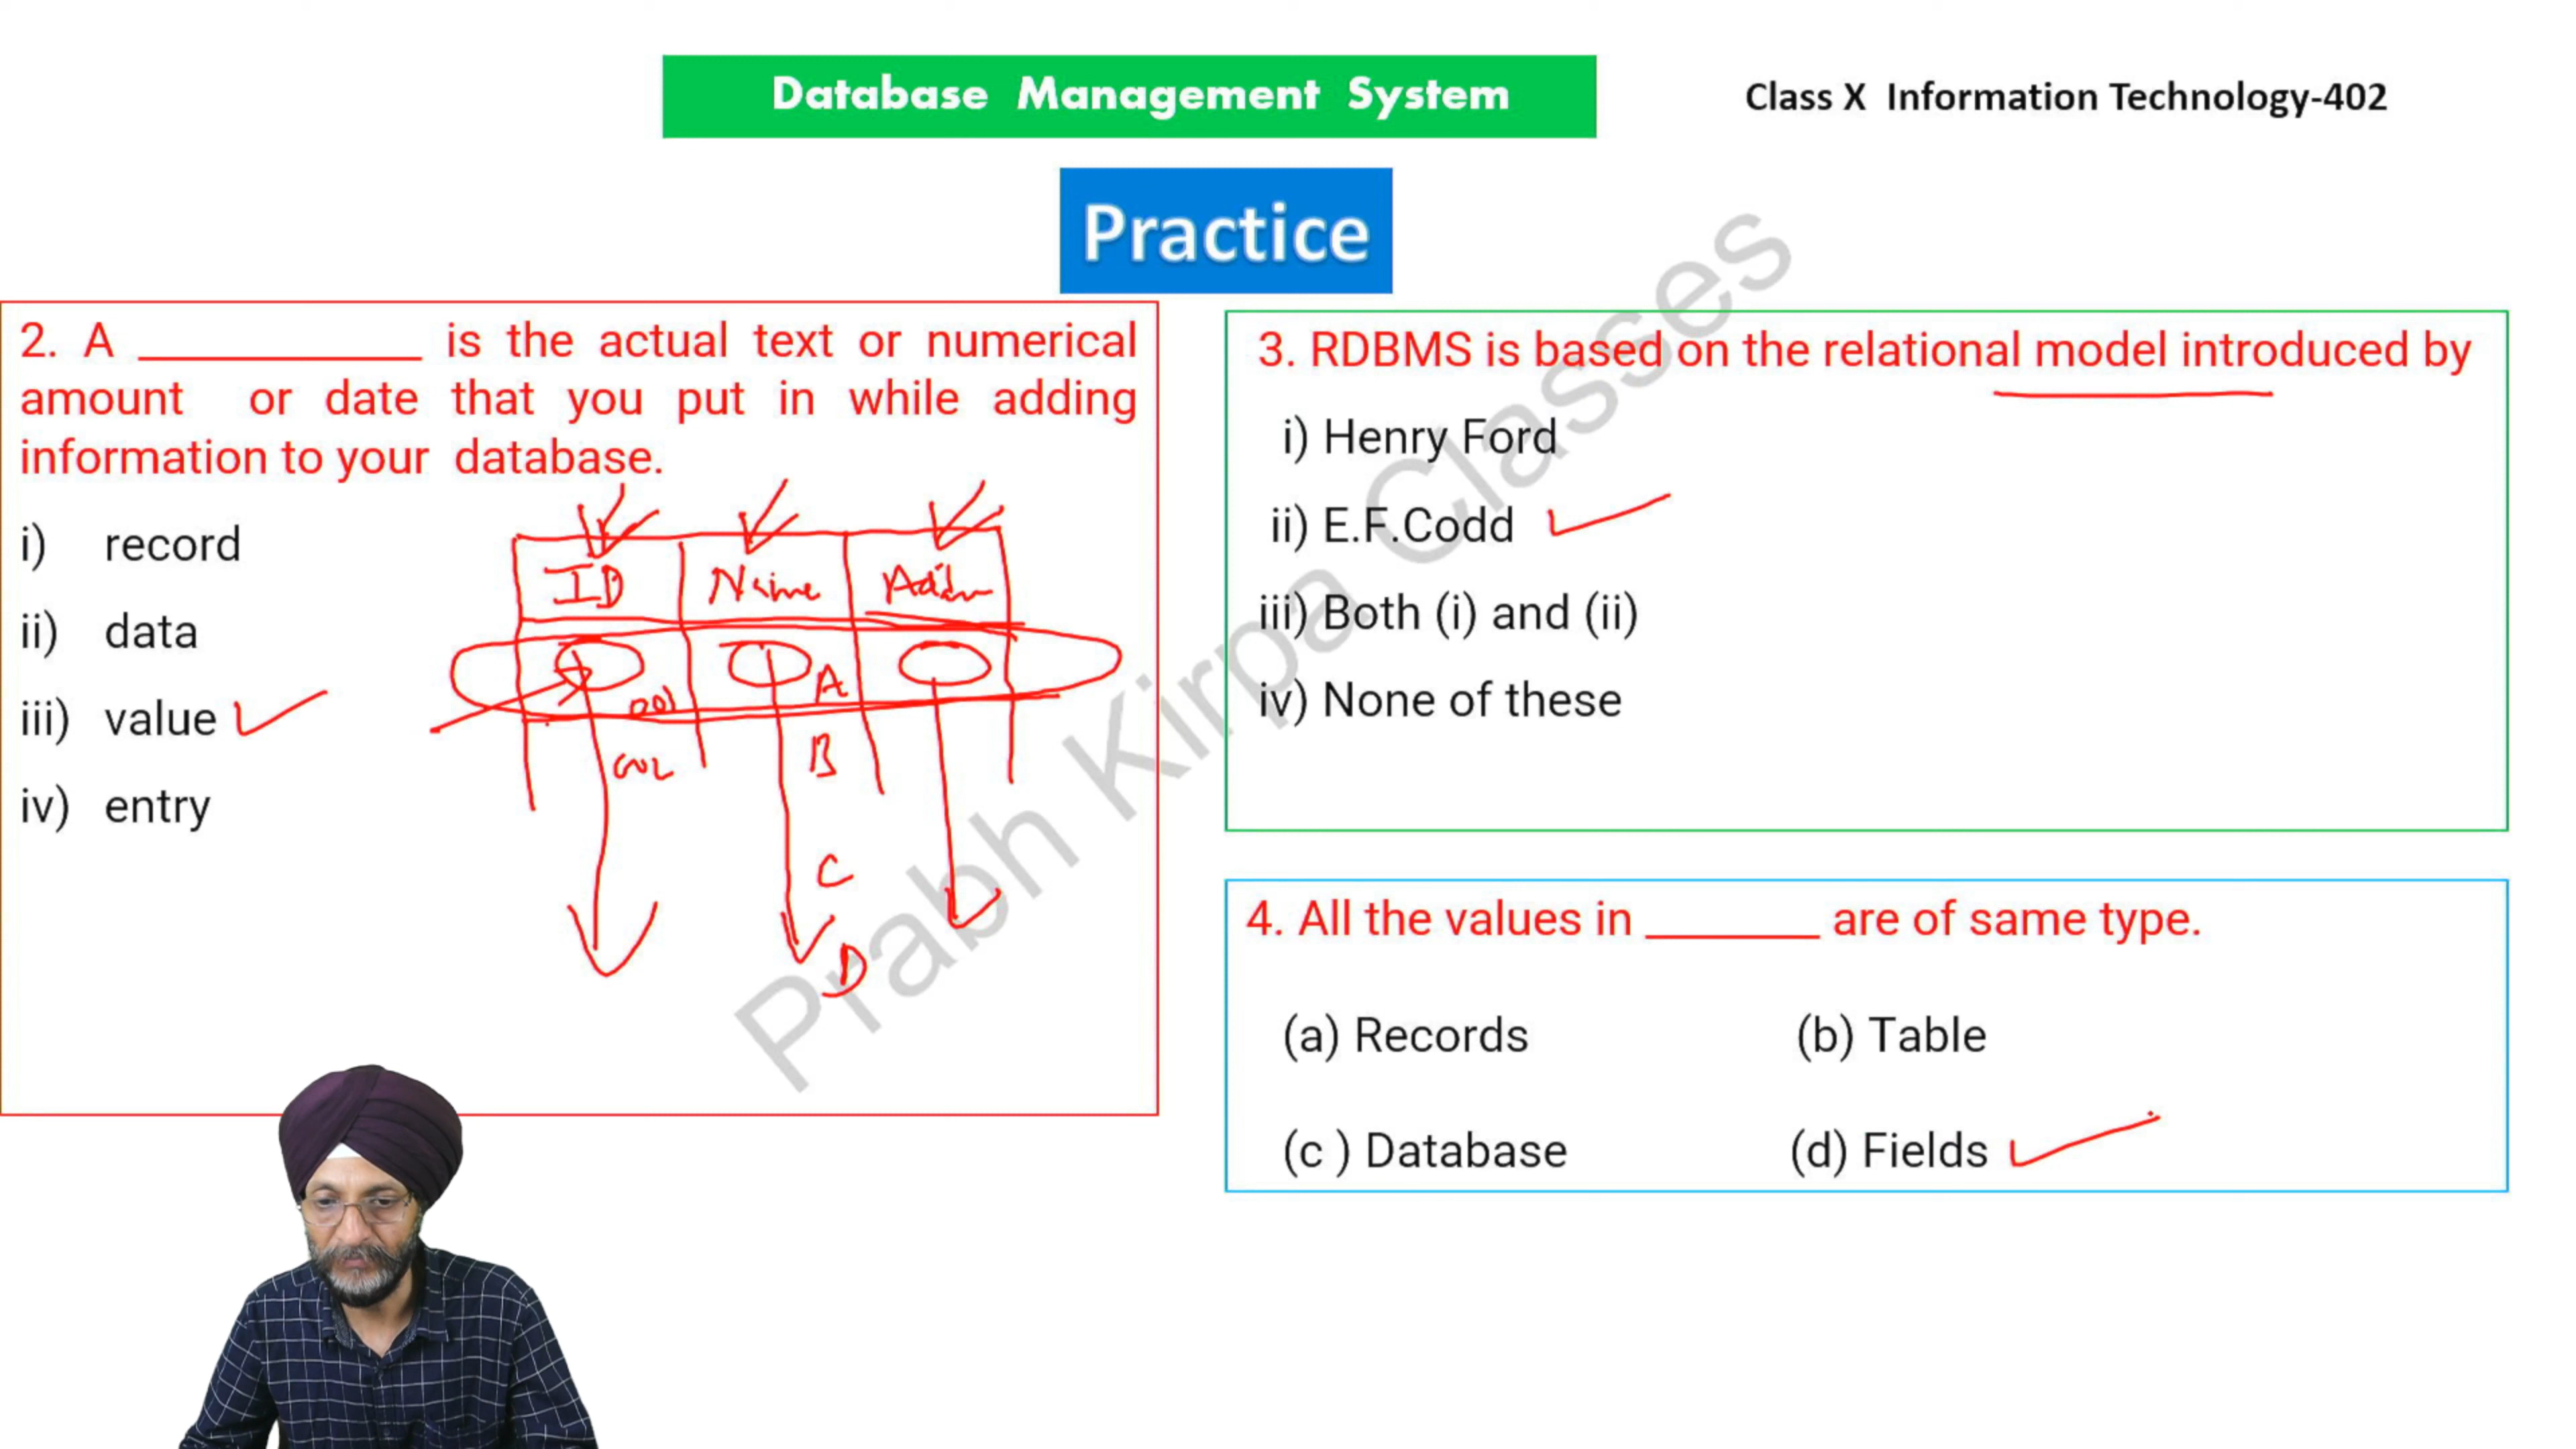 Database Management System
Class X Information Technology-402
Practice
2. A ____________ is the actual text or numerical
amount or date that you put in while adding
information to your database.
i) record
ii) data
iii) value
iv) entry
ID Name
001 A
002 B
C
D
3. RDBMS is based on the relational model introduced by
i) Henry Ford
ii) E.F.Codd
iii) Both (i) and (ii)
iv) None of these
4. All the values in _______ are of same type.
(a) Records (b) Table
(c ) Database (d) Fields
Prabh Kirpa Classes